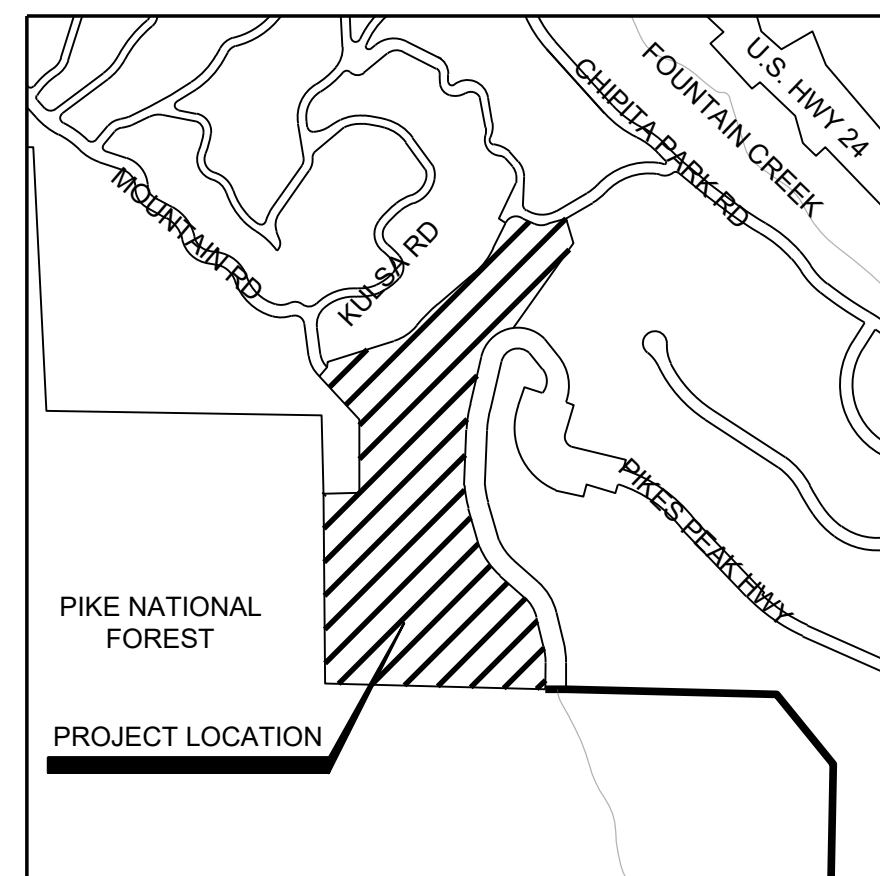 U.S. HWY 24
FOUNTAIN CREEK
CHIPITA PARK RD
MOUNTAIN RD
KULSA RD
PIKES PEAK HWY
PIKE NATIONAL
FOREST
PROJECT LOCATION